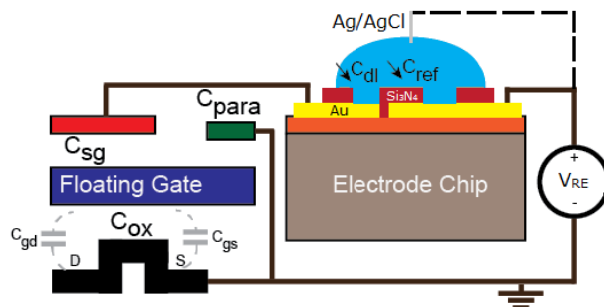 Ag/AgCl
Cdl
Cref
Si₃N₄
Au
Cpara
Csg
Floating Gate
Electrode Chip
VRE
+
-
Cox
Cgd
Cgs
D
S